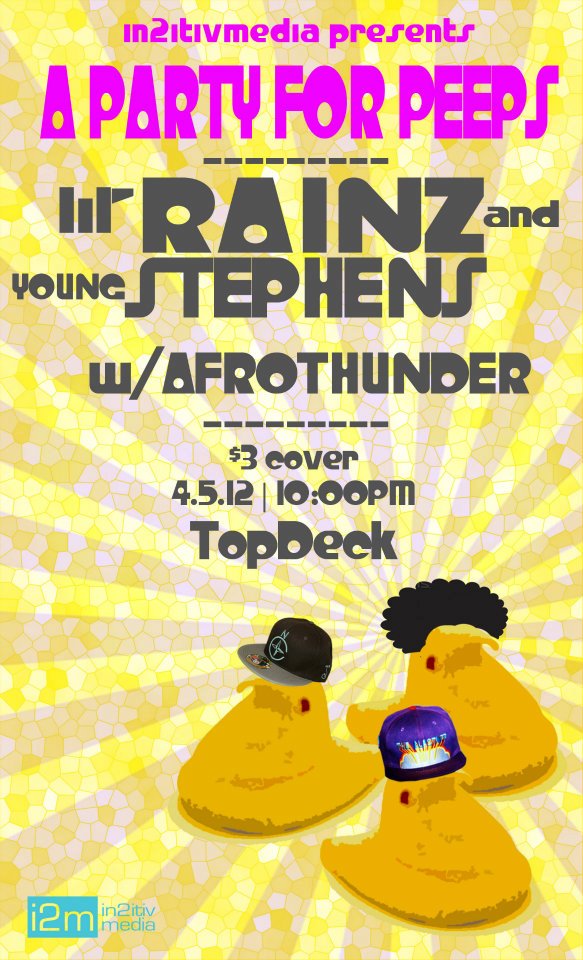 in2itivmedia presents
A PARTY FOR PEEPS
---------
lil' RAINZ and
YOUNG STEPHENS
w/AFROTHUNDER
---------
$3 cover
4.5.12 | 10:00PM
TopDeck
N
i2m in2itiv
.media